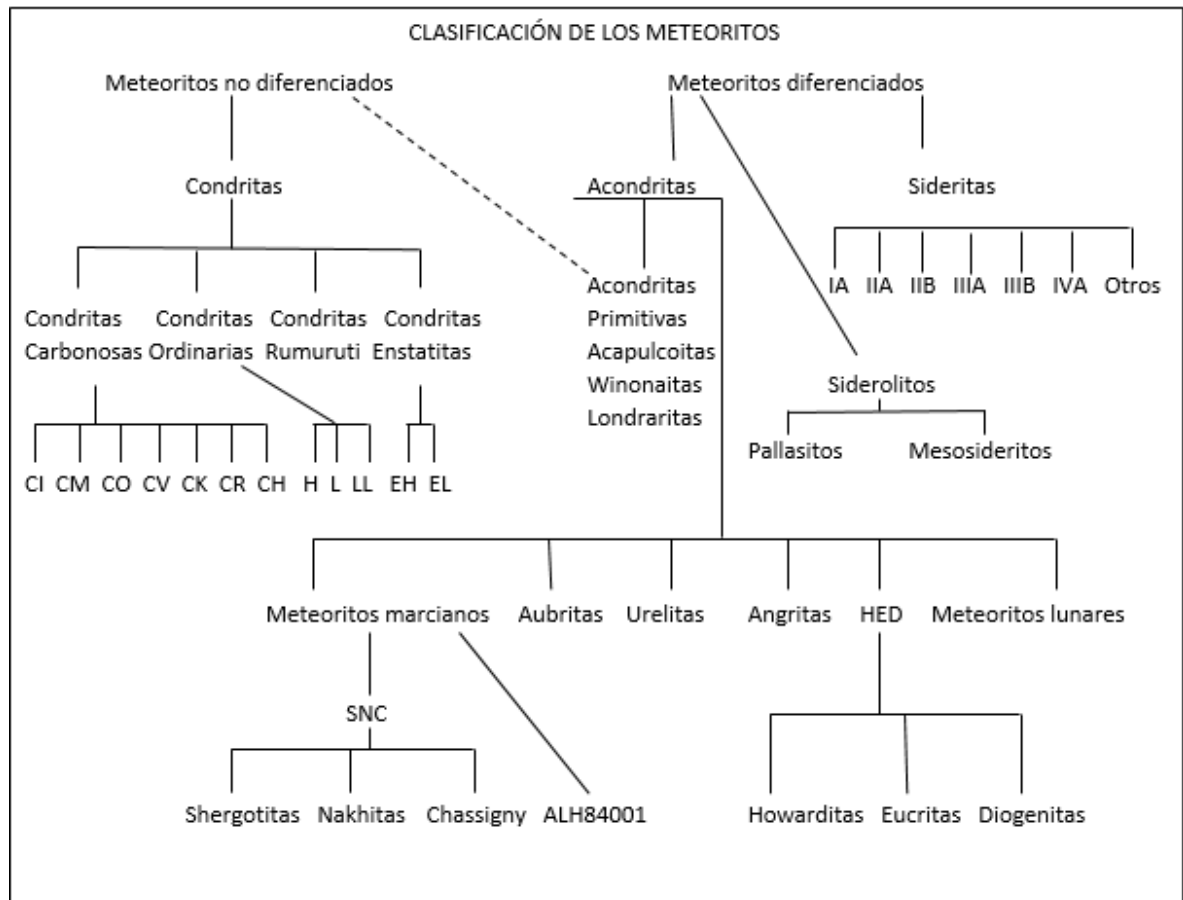 CLASIFICACIÓN DE LOS METEORITOS
Meteoritos no diferenciados
Meteoritos diferenciados
Condritas
Acondritas
Sideritas
IA IIA IIB IIIA IIIB IVA Otros
Condritas Carbonosas
Condritas Ordinarias
Condritas Rumuruti
Condritas Enstatitas
Acondritas
Primitivas
Acapulcoitas
Winonaitas
Londraritas
Siderolitos
Pallasitos Mesosideritos
CI CM CO CV CK CR CH H L LL EH EL
Meteoritos marcianos Aubritas Urelitas Angritas HED Meteoritos lunares
SNC
Shergotitas Nakhitas Chassigny ALH84001 Howarditas Eucritas Diogenitas